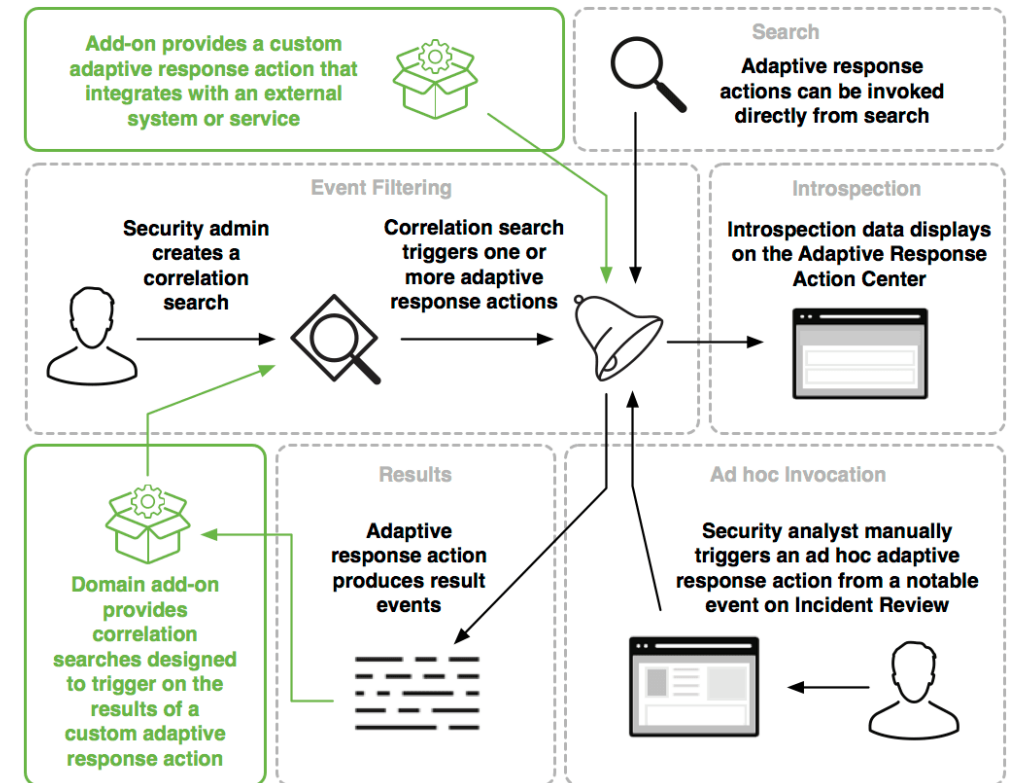 Add-on provides a custom
adaptive response action that
integrates with an external
system or service
Search
Adaptive response
actions can be invoked
directly from search
Event Filtering
Security admin
creates a
correlation
search
Correlation search
triggers one or
more adaptive
response actions
Introspection
Introspection data displays
on the Adaptive Response
Action Center
Domain add-on
provides
correlation
searches designed
to trigger on the
results of a
custom adaptive
response action
Results
Adaptive
response action
produces result
events
Ad hoc Invocation
Security analyst manually
triggers an ad hoc adaptive
response action from a notable
event on Incident Review